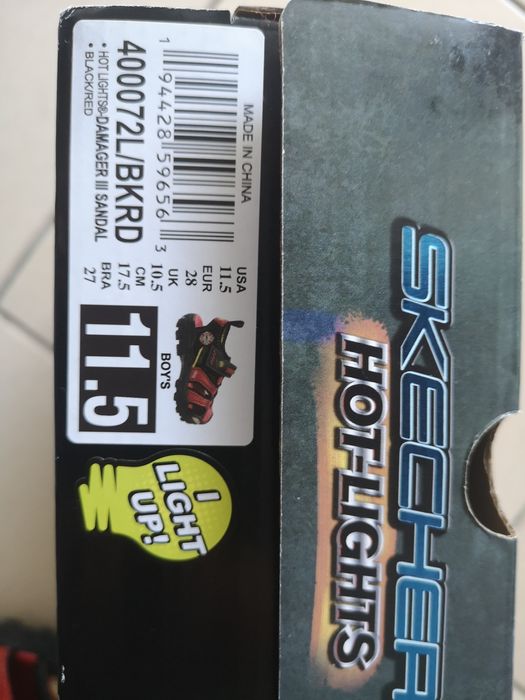 MADE IN CHINA
1 94428 59656 3
400072L/BKRD
• HOT LIGHTS®-DAMAGER III SANDAL
• BLACK/RED
USA
11.5
EUR
28
UK
10.5
CM
17.5
BRA
27
BOY'S
11.5
I
LIGHT
UP!
SKECHER
HOT-LIGHTS